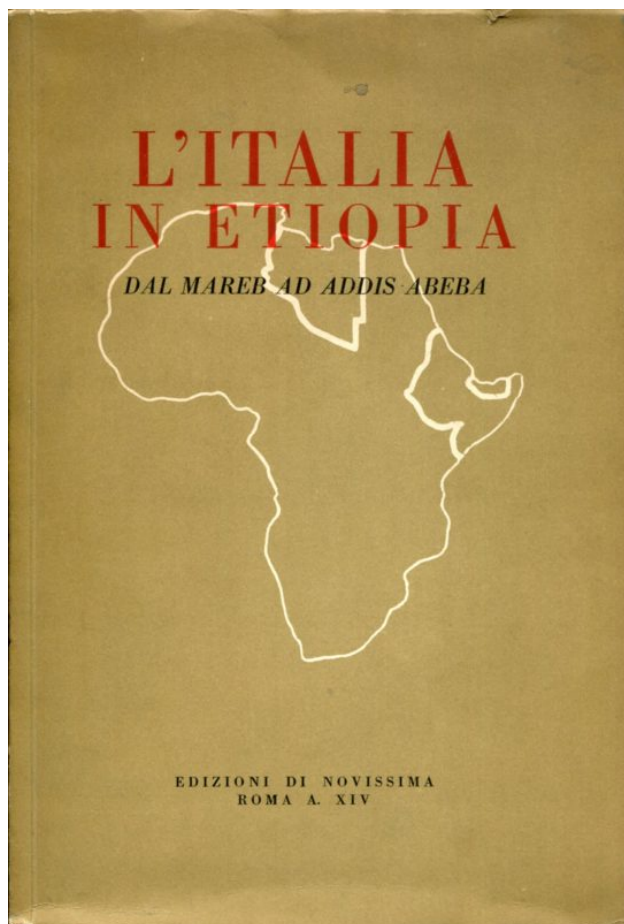 L'ITALIA
IN ETIOPIA
DAL MAREB AD ADDIS ABEBA
EDIZIONI DI NOVISSIMA
ROMA A. XIV